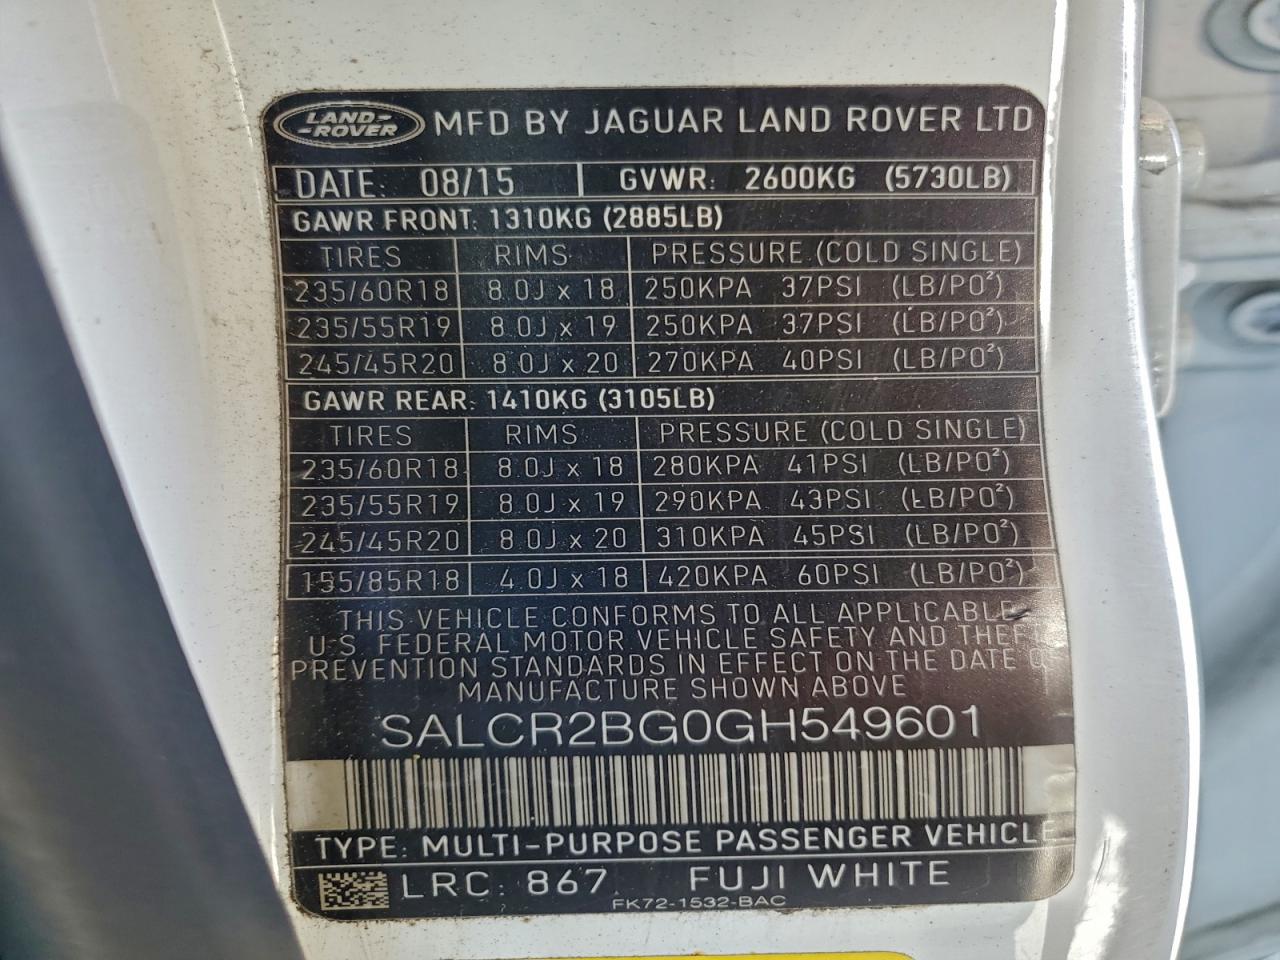 LAND-ROVER MFD BY JAGUAR LAND ROVER LTD
DATE: 08/15 GVWR: 2600KG (5730LB)
GAWR FRONT: 1310KG (2885LB)
TIRES RIMS PRESSURE (COLD SINGLE)
235/60R18 8.0J x 18 250KPA 37PSI (LB/PO²)
235/55R19 8.0J x 19 250KPA 37PSI (LB/PO²)
245/45R20 8.0J x 20 270KPA 40PSI (LB/PO²)
GAWR REAR: 1410KG (3105LB)
TIRES RIMS PRESSURE (COLD SINGLE)
235/60R18 8.0J x 18 280KPA 41PSI (LB/PO²)
235/55R19 8.0J x 19 290KPA 43PSI (LB/PO²)
245/45R20 8.0J x 20 310KPA 45PSI (LB/PO²)
155/85R18 4.0J x 18 420KPA 60PSI (LB/PO²)
THIS VEHICLE CONFORMS TO ALL APPLICABLE
U.S. FEDERAL MOTOR VEHICLE SAFETY AND THEFT
PREVENTION STANDARDS IN EFFECT ON THE DATE O
MANUFACTURE SHOWN ABOVE
SALCR2BG0GH549601
TYPE: MULTI-PURPOSE PASSENGER VEHICLE
LRC: 867 FUJI WHITE
FK72-1532-BAC